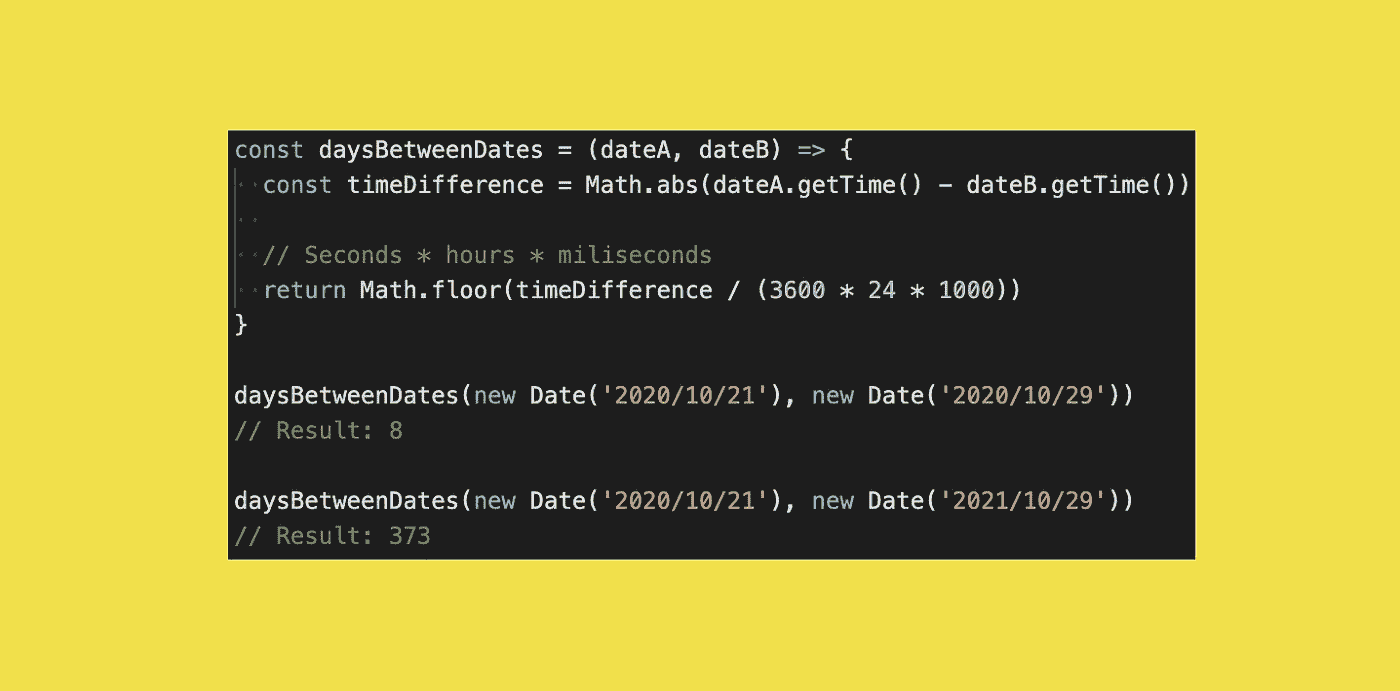 const daysBetweenDates = (dateA, dateB) => {
  const timeDifference = Math.abs(dateA.getTime() - dateB.getTime())
  // Seconds * hours * miliseconds
  return Math.floor(timeDifference / (3600 * 24 * 1000))
}
daysBetweenDates(new Date('2020/10/21'), new Date('2020/10/29'))
// Result: 8
daysBetweenDates(new Date('2020/10/21'), new Date('2021/10/29'))
// Result: 373